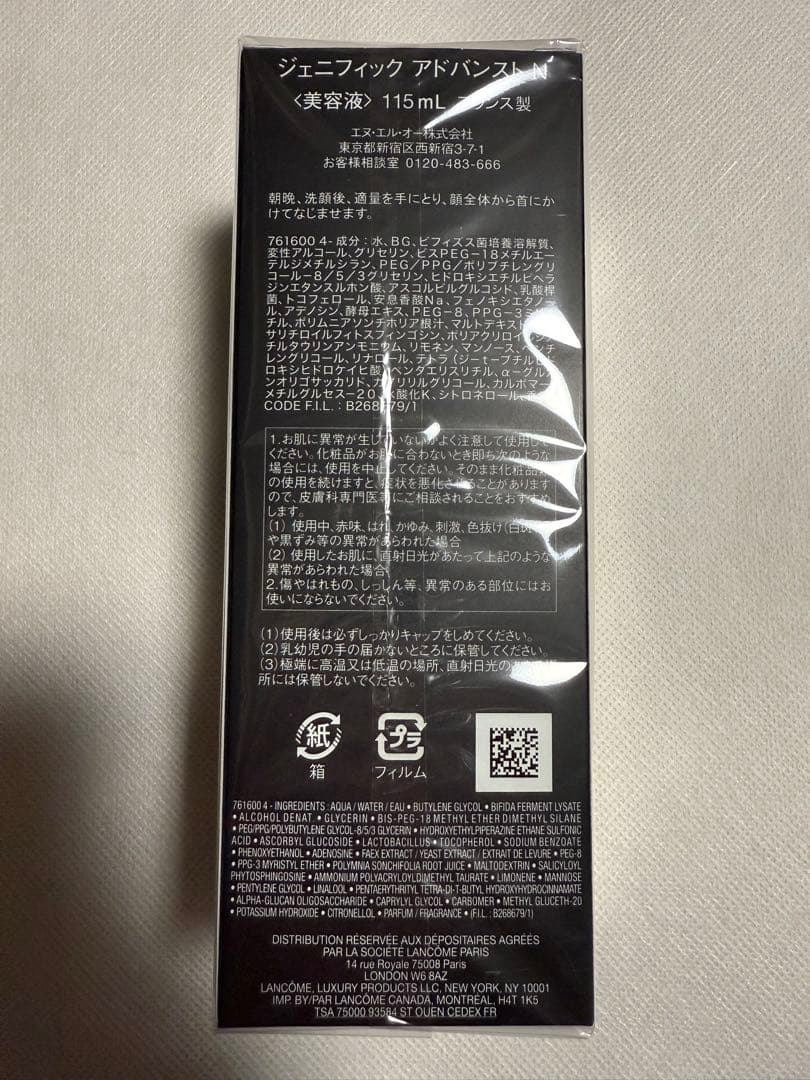 ジェニフィック アドバンスト N
〈美容液〉 115mL フランス製
エヌ・エル・オー株式会社
東京都新宿区西新宿3-7-1
お客様相談室 0120-483-666
朝晩、洗顔後、適量を手にとり、顔全体から首にか
けてなじませます。
761600 4- 成分：水、BG、ビフィズス菌培養溶解質、
変性アルコール、グリセリン、ビスPEG-18メチルエー
テルジメチルシラン、PEG／PPG／ポリブチレングリ
コール-8／5／3グリセリン、ヒドロキシエチルピペラ
ジンエタンスルホン酸、アスコルビルグルコシド、乳酸桿
菌、トコフェロール、安息香酸Na、フェノキシエタノー
ル、アデノシン、酵母エキス、PEG-8、PPG-3ミ
チル、ポリムニアソンチホリア根汁、マルトデキスト
サリチロイルフィトスフィンゴシン、ポリアクリロイ
チルタウリンアンモニウム、リモネン、マンノース、
レングリコール、リナロール、テトラ（ジ-t-ブチルヒ
ロキシヒドロケイヒ酸）ペンタエリスリチル、α-グル
ンオリゴサッカリド、カプリリルグリコール、カルボマー
メチルグルセス-20、水酸化K、シトロネロール、
CODE F.I.L. : B268679/1
1.お肌に異常が生じていないかよく注意して使用し
ください。化粧品がお肌に合わないとき即ち次のような
場合には、使用を中止してください。そのまま化粧品
の使用を続けますと、症状を悪化させることがあります
ので、皮膚科専門医等にご相談されることをおすすめ
します。
(1) 使用中、赤味、はれ、かゆみ、刺激、色抜け(白斑
や黒ずみ等の異常があらわれた場合
(2) 使用したお肌に、直射日光があたって上記のような
異常があらわれた場合
2.傷やはれもの、しっしん等、異常のある部位にはお
使いにならないでください。
(1)使用後は必ずしっかりキャップをしめてください。
(2)乳幼児の手の届かないところに保管してください。
(3)極端に高温又は低温の場所、直射日光のあたる場
所には保管しないでください。
紙 プラ
箱 フィルム
761600 4 - INGREDIENTS : AQUA / WATER / EAU • BUTYLENE GLYCOL • BIFIDA FERMENT LYSATE
• ALCOHOL DENAT. • GLYCERIN • BIS-PEG-18 METHYL ETHER DIMETHYL SILANE
• PEG/PPG/POLYBUTYLENE GLYCOL-8/5/3 GLYCERIN • HYDROXYETHYLPIPERAZINE ETHANE SULFONIC
ACID • ASCORBYL GLUCOSIDE • LACTOBACILLUS • TOCOPHEROL • SODIUM BENZOATE
• PHENOXYETHANOL • ADENOSINE • FAEX EXTRACT / YEAST EXTRACT / EXTRAIT DE LEVURE • PEG-8
• PPG-3 MYRISTYL ETHER • POLYMNIA SONCHIFOLIA ROOT JUICE • MALTODEXTRIN • SALICYLOYL
PHYTOSPHINGOSINE • AMMONIUM POLYACRYLOYLDIMETHYL TAURATE • LIMONENE • MANNOSE
• PENTYLENE GLYCOL • LINALOOL • PENTAERYTHRITYL TETRA-DI-T-BUTYL HYDROXYHYDROCINNAMATE
• ALPHA-GLUCAN OLIGOSACCHARIDE • CAPRYLYL GLYCOL • CARBOMER • METHYL GLUCETH-20
• POTASSIUM HYDROXIDE • CITRONELLOL • PARFUM / FRAGRANCE • (F.I.L. : B268679/1)
DISTRIBUTION RÉSERVÉE AUX DÉPOSITAIRES AGRÉÉS
PAR LA SOCIÉTÉ LANCÔME PARIS
14 rue Royale 75008 Paris
LONDON W6 8AZ
LANCÔME, LUXURY PRODUCTS LLC, NEW YORK, NY 10001
IMP. BY/PAR LANCÔME CANADA, MONTRÉAL, H4T 1K5
TSA 75000 93584 ST OUEN CEDEX FR